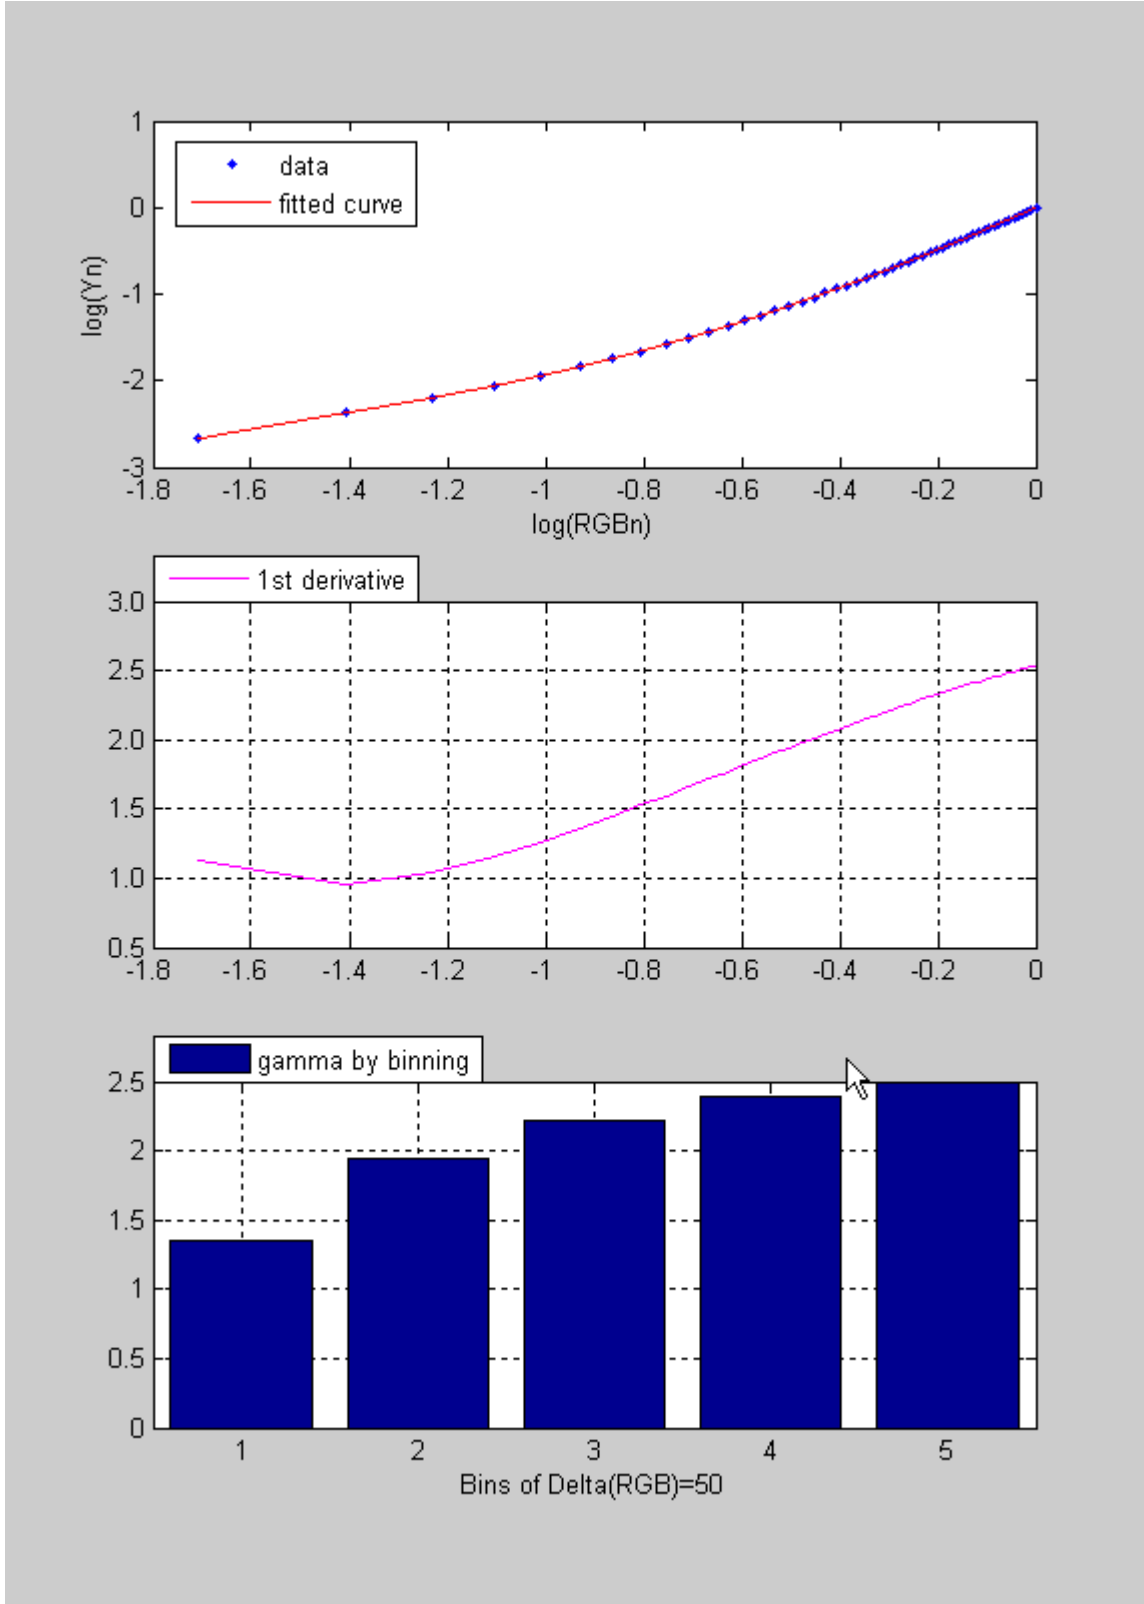 1
data
fitted curve
0
-1
-2
-3
log(Yn)
-1.8 -1.6 -1.4 -1.2 -1 -0.8 -0.6 -0.4 -0.2 0
log(RGBn)
1st derivative
3.0
2.5
2.0
1.5
1.0
0.5
-1.8 -1.6 -1.4 -1.2 -1 -0.8 -0.6 -0.4 -0.2 0
gamma by binning
2.5
2
1.5
1
0.5
0
1 2 3 4 5
Bins of Delta(RGB)=50